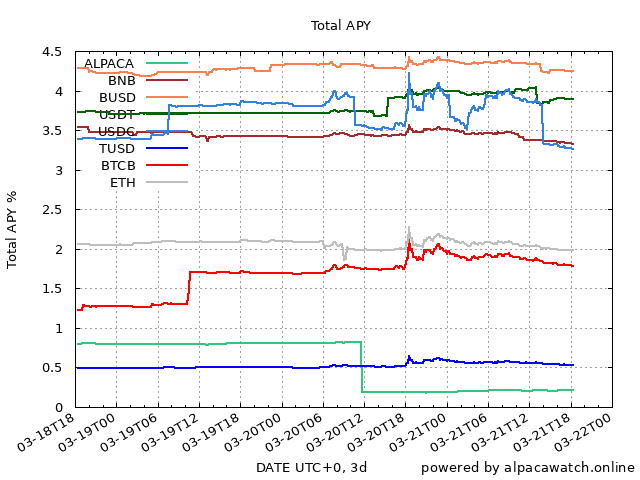 Total APY
4.5
4
3.5
3
2.5
2
1.5
1
0.5
0
Total APY %
ALPACA
BNB
BUSD
USDT
USDC
TUSD
BTCB
ETH
03-18T18
03-19T00
03-19T06
03-19T12
03-19T18
03-20T00
03-20T06
03-20T12
03-20T18
03-21T00
03-21T06
03-21T12
03-21T18
03-22T00
DATE UTC+0, 3d
powered by alpacawatch.online